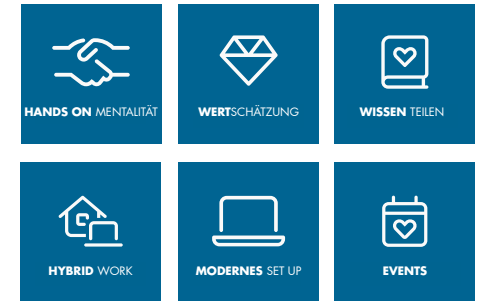 HANDS ON MENTALITÄT
WERTSCHÄTZUNG
WISSEN TEILEN
HYBRID WORK
MODERNES SET UP
EVENTS